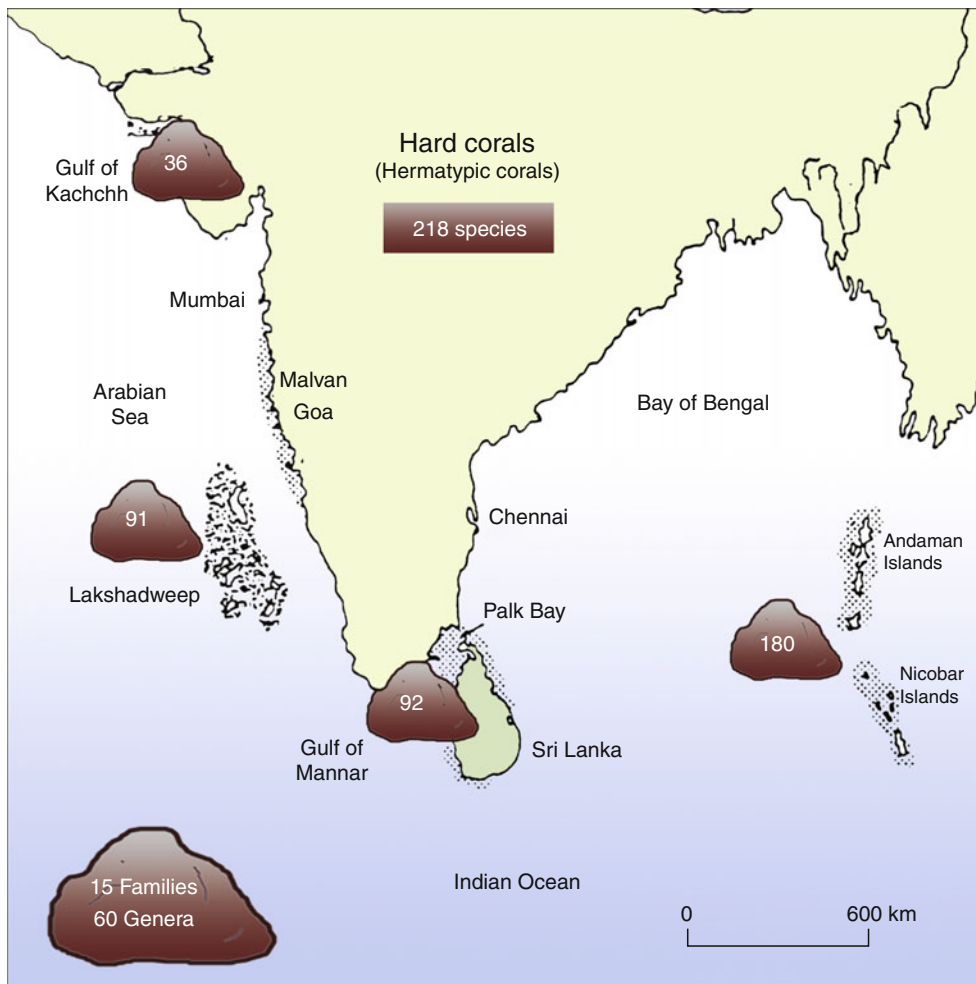 Hard corals
(Hermatypic corals)
218 species
36
Gulf of
Kachchh
Mumbai
Malvan
Goa
Arabian
Sea
Bay of Bengal
91
Lakshadweep
Chennai
Andaman
Islands
Palk Bay
180
Nicobar
Islands
92
Gulf of
Mannar
Sri Lanka
15 Families
60 Genera
Indian Ocean
0 600 km